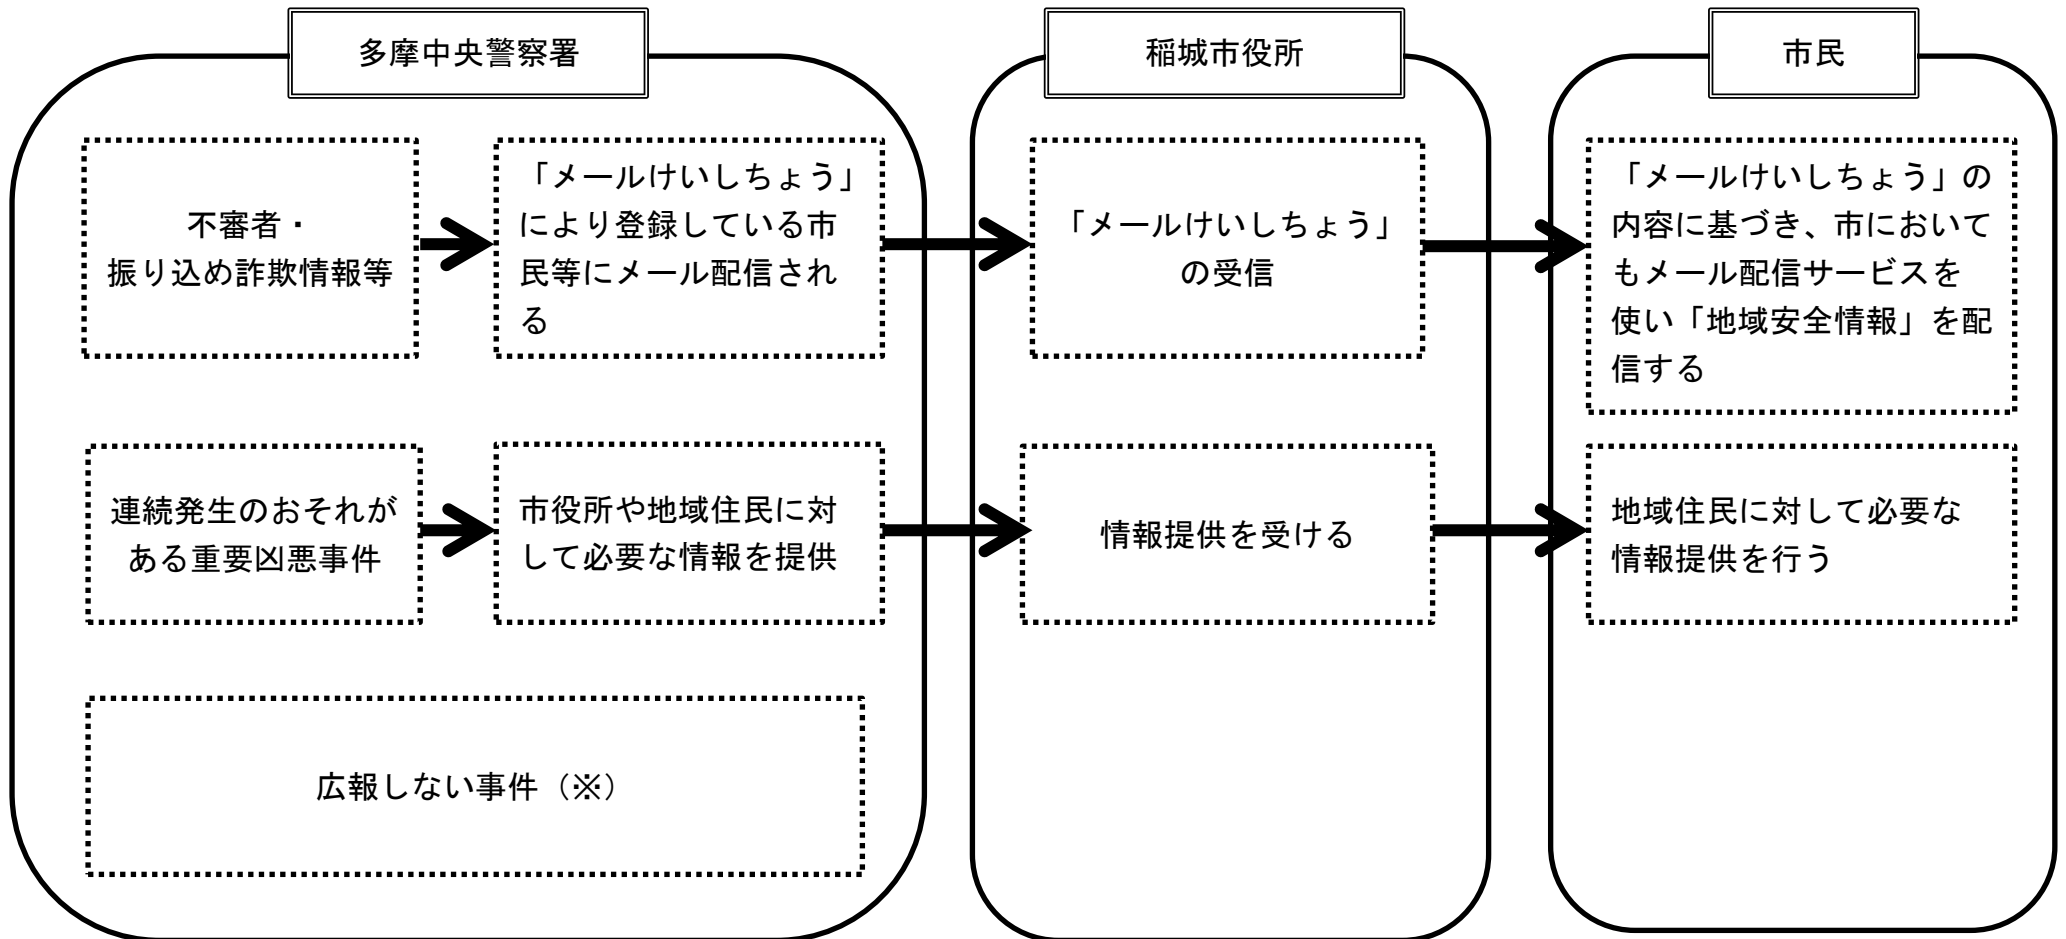 多摩中央警察署
稲城市役所
市民
不審者・
振り込め詐欺情報等
「メールけいしちょう」
により登録している市
民等にメール配信され
る
「メールけいしちょう」
の受信
「メールけいしちょう」の
内容に基づき、市において
もメール配信サービスを
使い「地域安全情報」を配
信する
連続発生のおそれが
ある重要凶悪事件
市役所や地域住民に対
して必要な情報を提供
情報提供を受ける
地域住民に対して必要な
情報提供を行う
広報しない事件（※）